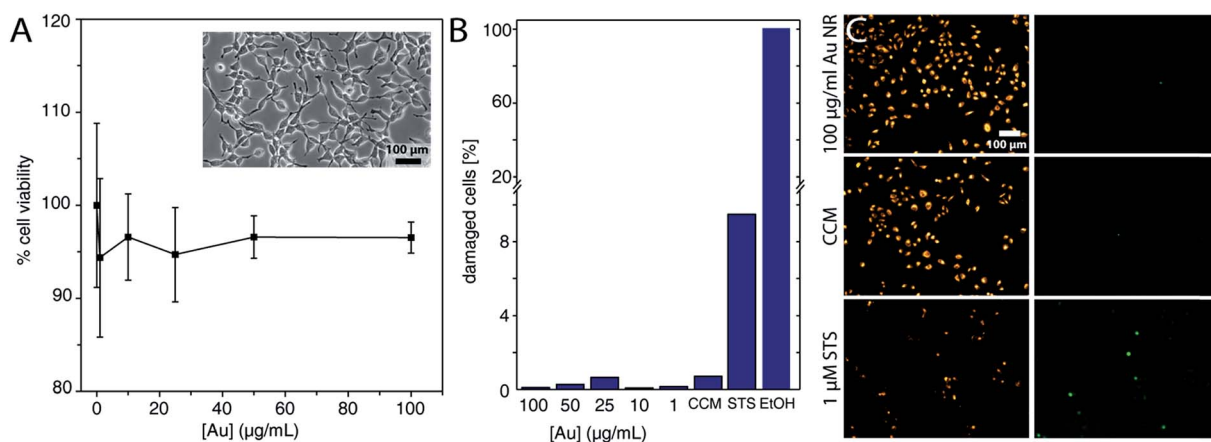 A
120
110
100
90
80
% cell viability
100 µm
0 20 40 60 80 100
[Au] (µg/mL)
B
100
80
60
40
20
8
4
0
damaged cells [%]
100 50 25 10 1 CCM STS EtOH
[Au] (µg/mL)
C
100 µg/ml Au NR
100 µm
CCM
1 µM STS